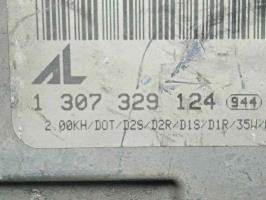 AL
1 307 329 124 944
2.00KH/DOT/D2S/D2R/D1S/D1R/35W/